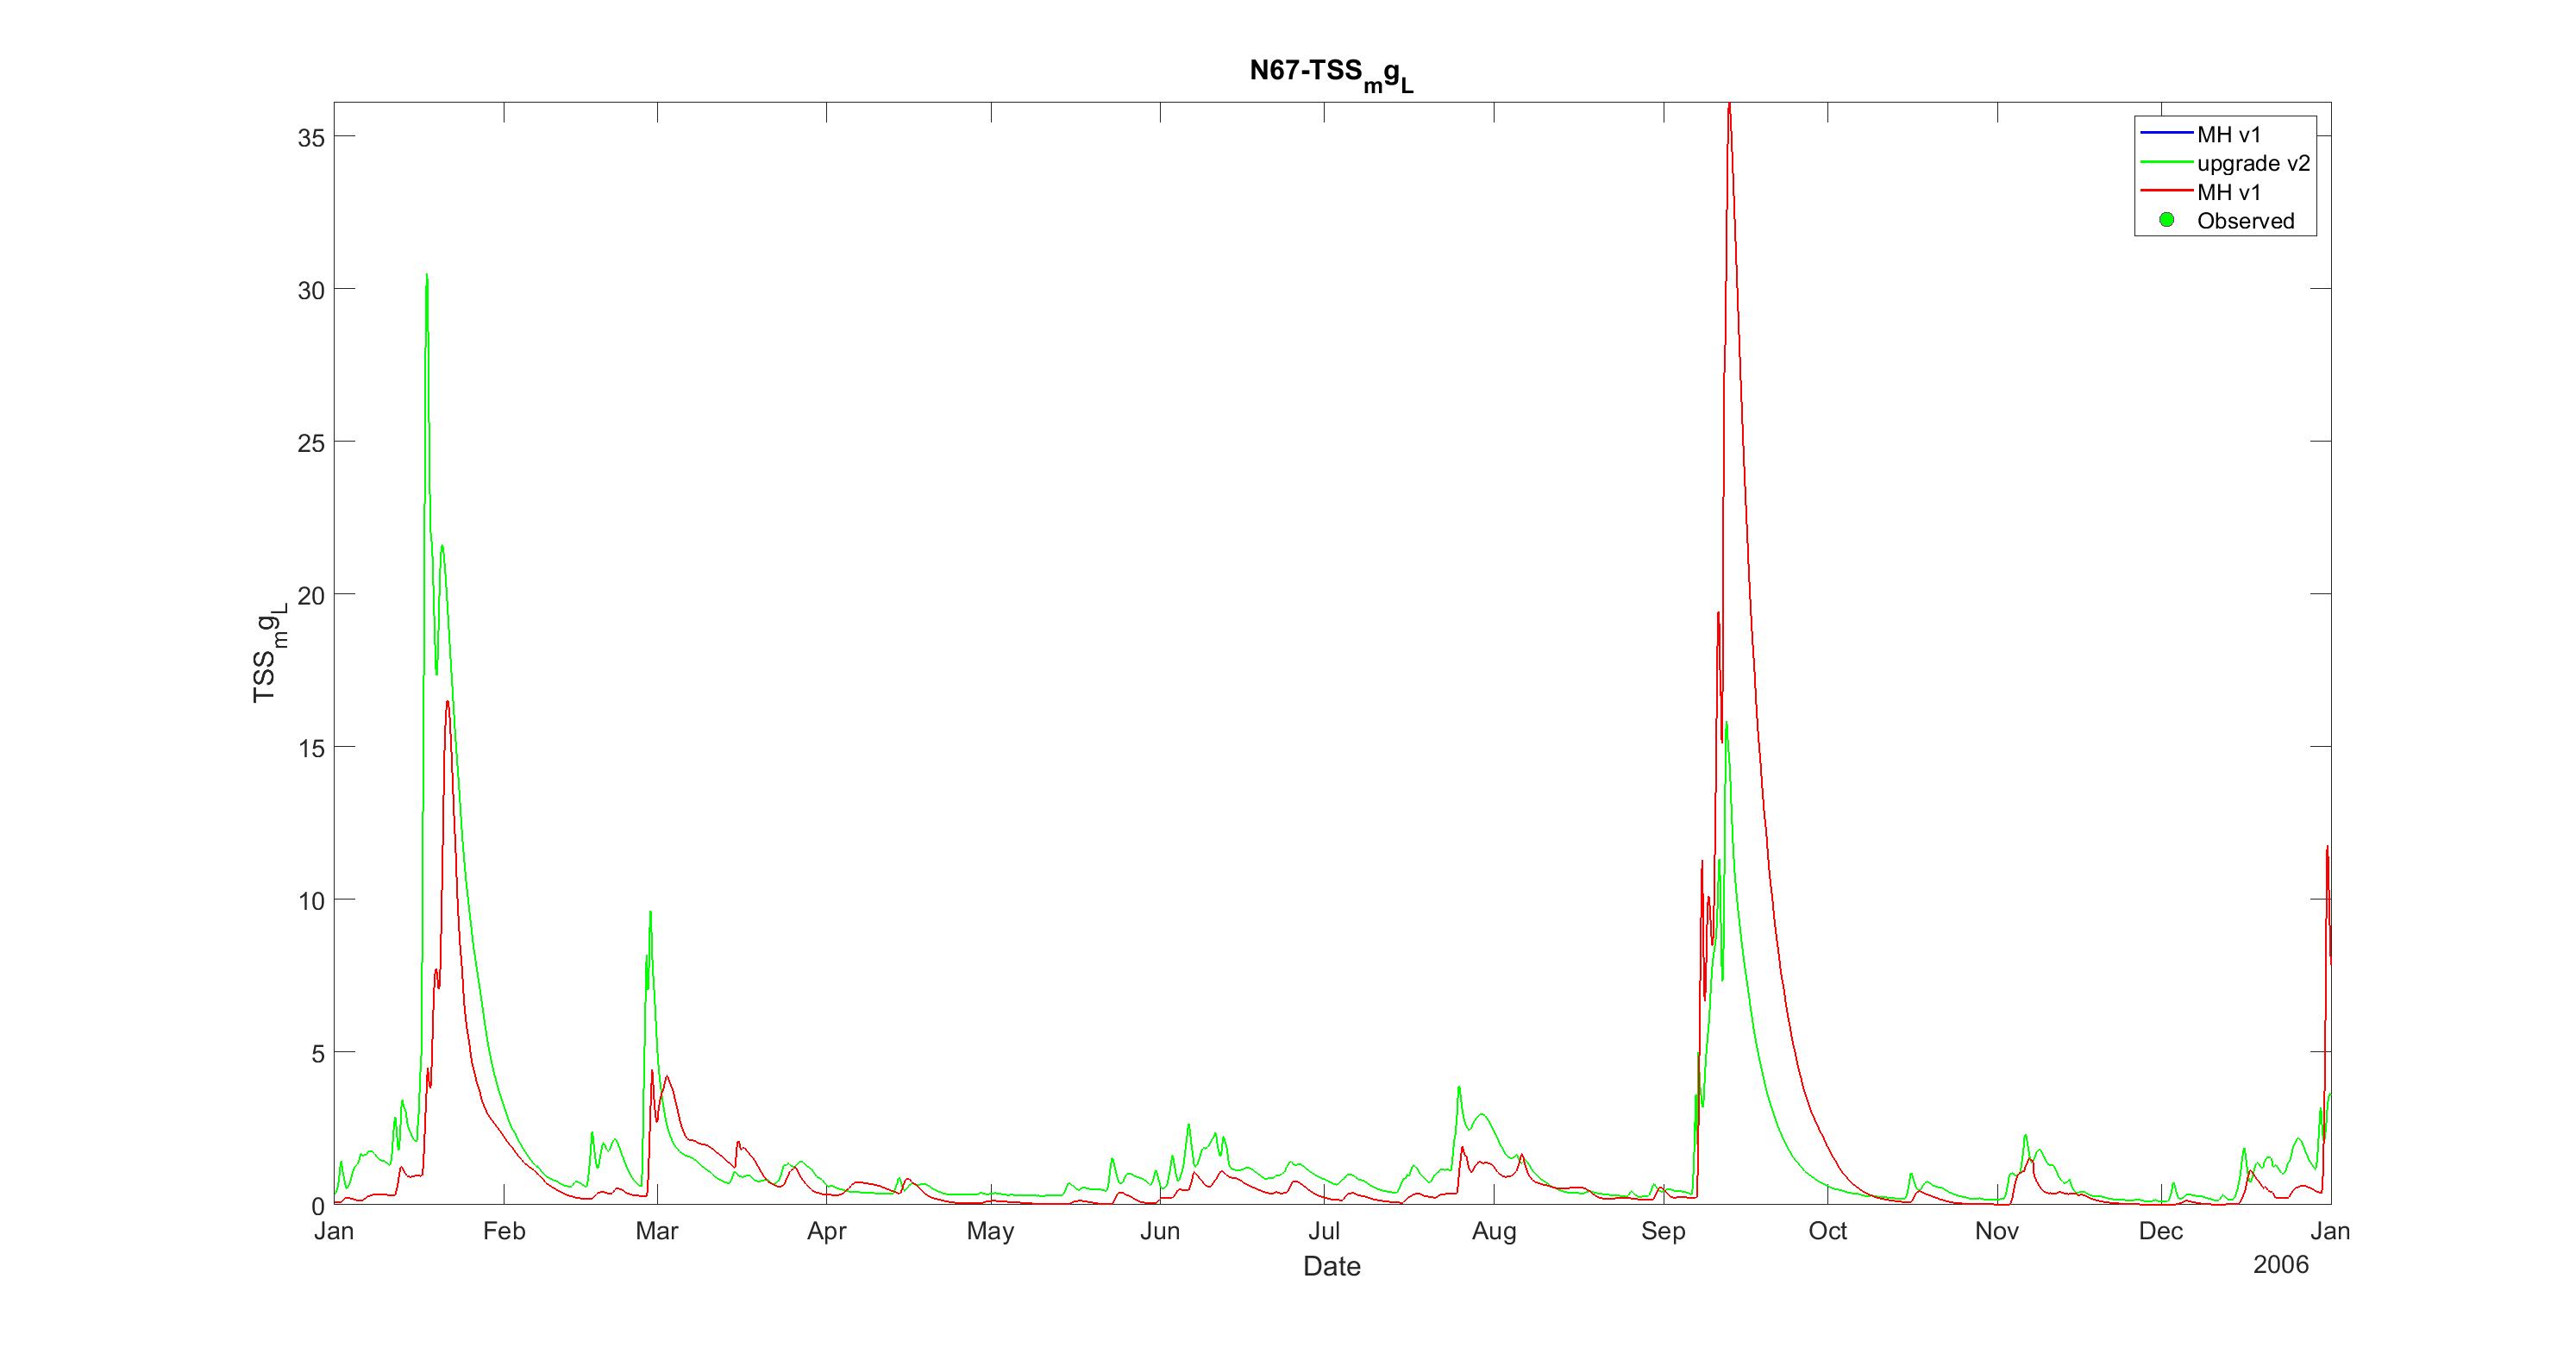 N67-TSSmgL
MH v1
upgrade v2
MH v1
Observed
35
30
25
20
15
10
5
0
TSSmgL
Jan Feb Mar Apr May Jun Jul Aug Sep Oct Nov Dec Jan
Date
2006